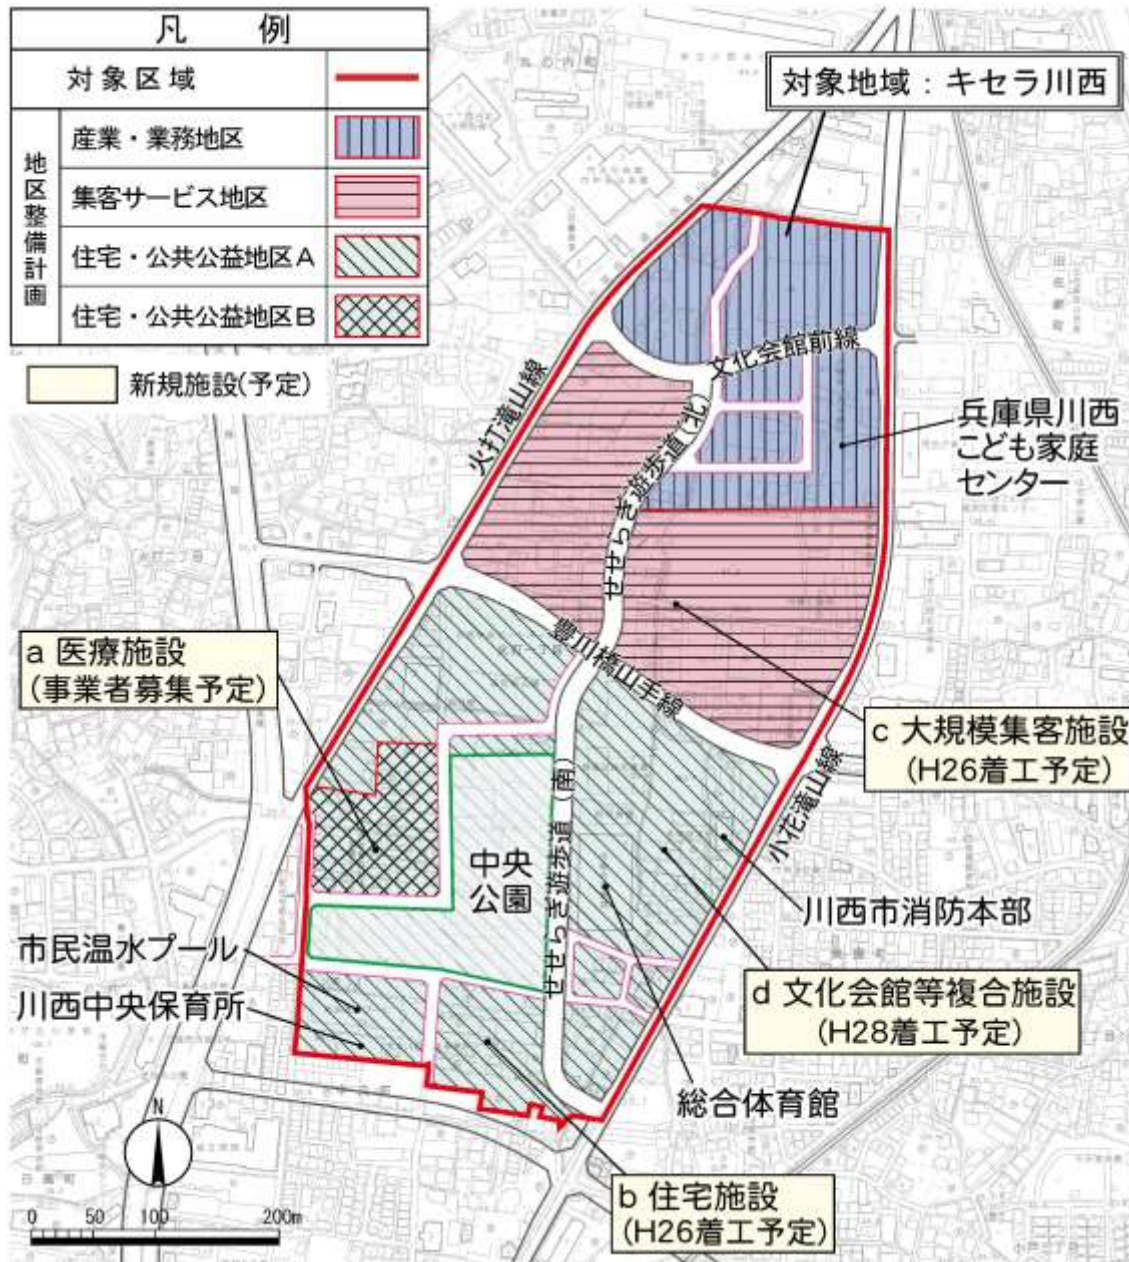 凡 例
対象区域
地区整備計画
産業・業務地区
集客サービス地区
住宅・公共公益地区A
住宅・公共公益地区B
新規施設(予定)
対象地域：キセラ川西
火打滝山線
文化会館前線
せせらぎ遊歩道(北)
兵庫県川西
こども家庭
センター
豊川橋山手線
a 医療施設
(事業者募集予定)
c 大規模集客施設
(H26着工予定)
小花滝山線
中央
公園
せせらぎ遊歩道(南)
川西市消防本部
市民温水プール
川西中央保育所
d 文化会館等複合施設
(H28着工予定)
総合体育館
b 住宅施設
(H26着工予定)
N
0 50 100 200m